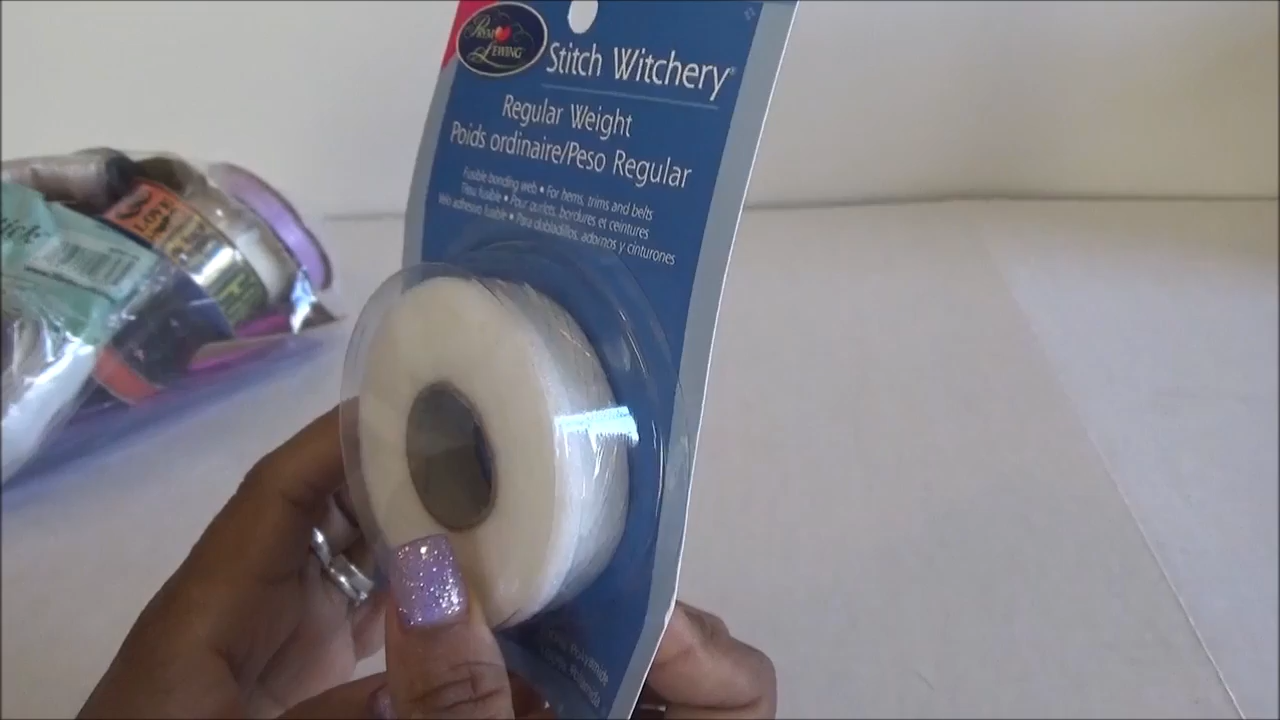 PRYM
SEWING
Stitch Witchery®
Regular Weight
Poids ordinaire/Peso Regular
Fusible bonding web • For hems, trims and belts
Tissu fusible • Pour ourlets, bordures et ceintures
Velo adhesivo fusible • Para dobladillos, adornos y cinturones
LOVE